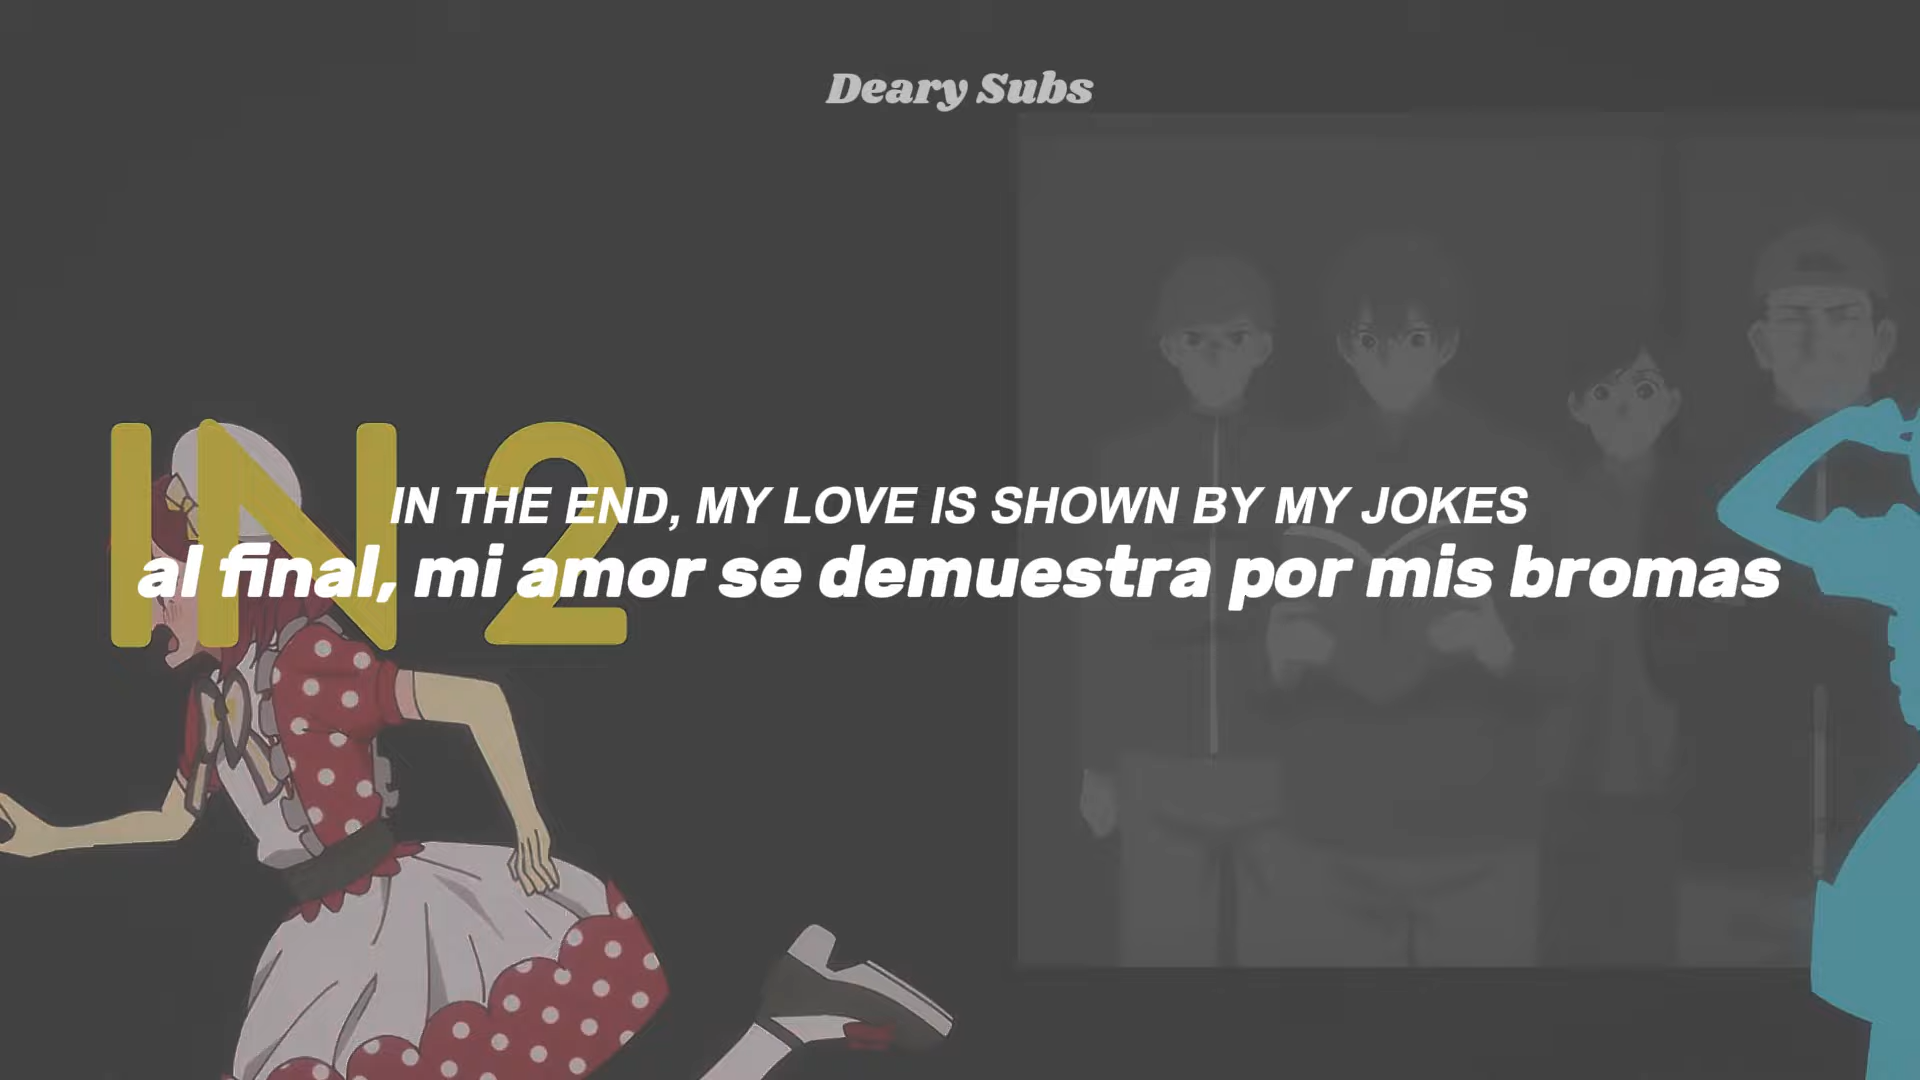 Deary Subs
IN 2
IN THE END, MY LOVE IS SHOWN BY MY JOKES
al final, mi amor se demuestra por mis bromas